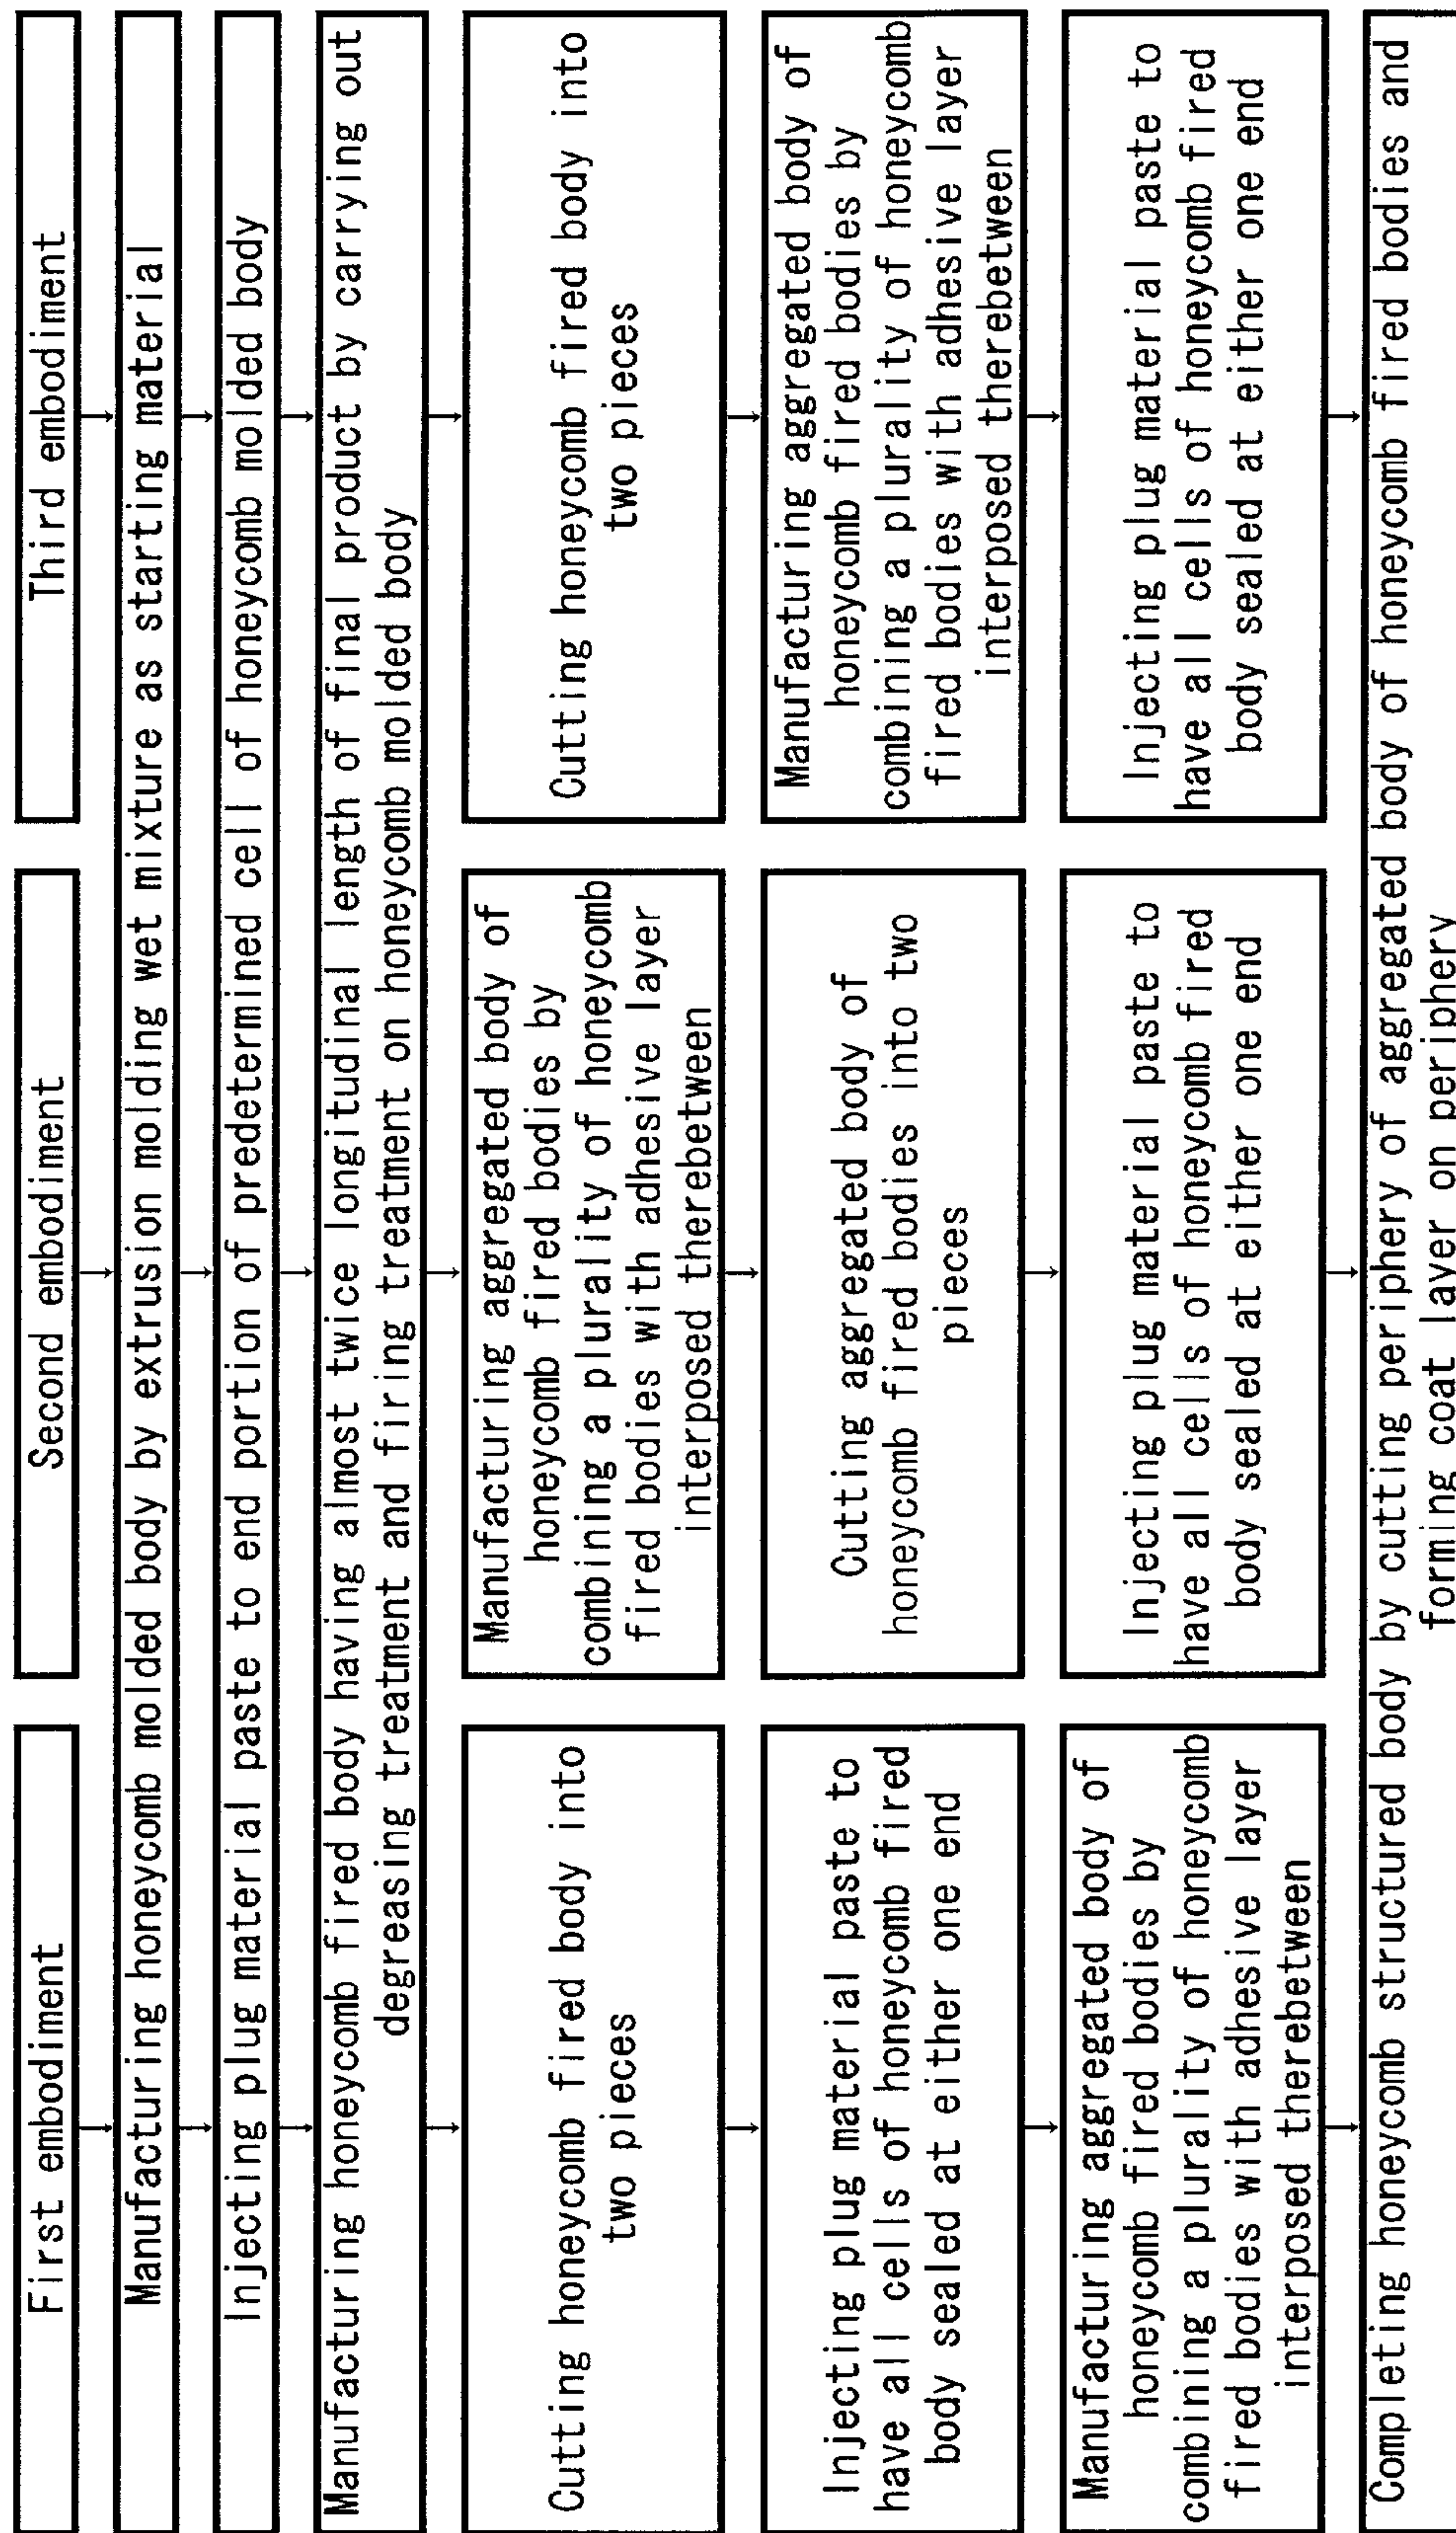 First embodiment
Second embodiment
Third embodiment
Manufacturing honeycomb molded body by extrusion molding wet mixture as starting material
Injecting plug material paste to end portion of predetermined cell of honeycomb molded body
Manufacturing honeycomb fired body having almost twice longitudinal length of final product by carrying out
degreasing treatment and firing treatment on honeycomb molded body
Cutting honeycomb fired body into
two pieces
Manufacturing aggregated body of
honeycomb fired bodies by
combining a plurality of honeycomb
fired bodies with adhesive layer
interposed therebetween
Cutting honeycomb fired body into
two pieces
Injecting plug material paste to
have all cells of honeycomb fired
body sealed at either one end
Cutting aggregated body of
honeycomb fired bodies into two
pieces
Manufacturing aggregated body of
honeycomb fired bodies by
combining a plurality of honeycomb
fired bodies with adhesive layer
interposed therebetween
Manufacturing aggregated body of
honeycomb fired bodies by
combining a plurality of honeycomb
fired bodies with adhesive layer
interposed therebetween
Injecting plug material paste to
have all cells of honeycomb fired
body sealed at either one end
Injecting plug material paste to
have all cells of honeycomb fired
body sealed at either one end
Completing honeycomb structured body by cutting periphery of aggregated body of honeycomb fired bodies and
forming coat layer on periphery